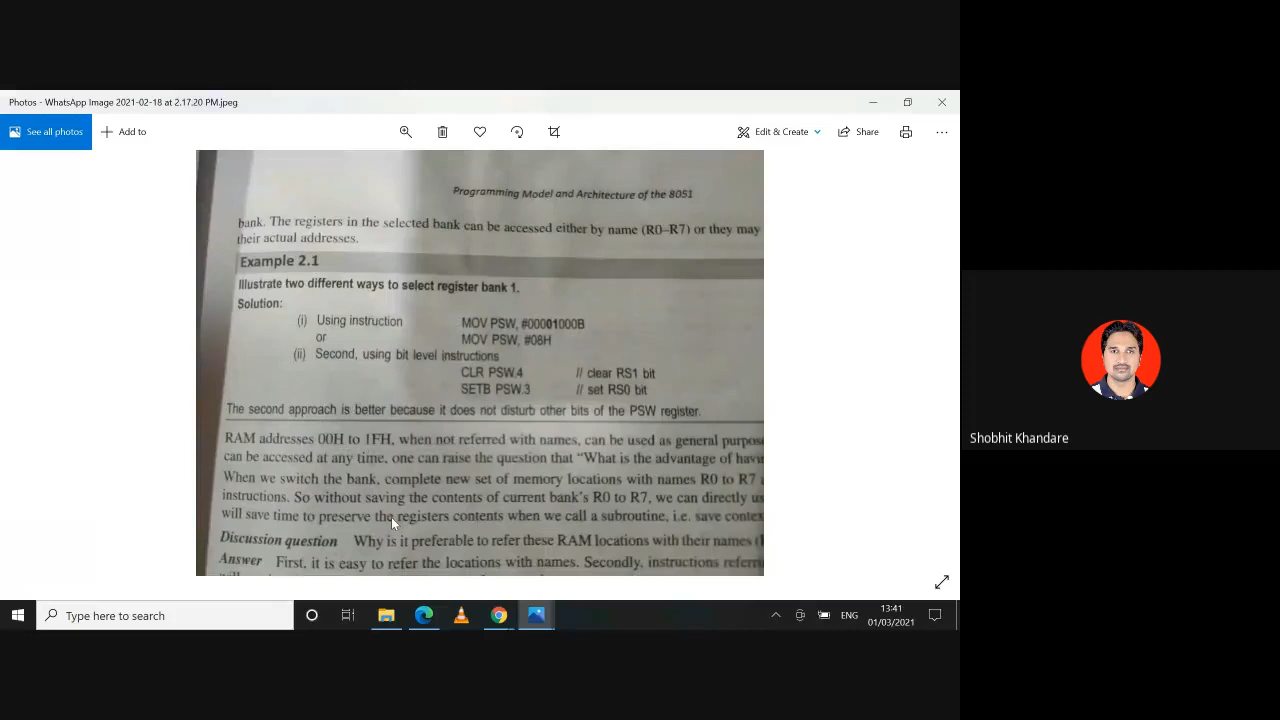 Photos - WhatsApp Image 2021-02-18 at 2.17.20 PM.jpeg
See all photos
Add to
Edit & Create
Share
Programming Model and Architecture of the 8051
bank. The registers in the selected bank can be accessed either by name (R0–R7) or they may
their actual addresses.
Example 2.1
Illustrate two different ways to select register bank 1.
Solution:
(i) Using instruction MOV PSW, #00001000B
or MOV PSW, #08H
(ii) Second, using bit level instructions
CLR PSW.4 // clear RS1 bit
SETB PSW.3 // set RS0 bit
The second approach is better because it does not disturb other bits of the PSW register.
RAM addresses 00H to 1FH, when not referred with names, can be used as general
can be accessed at any time, one can raise the question that “What is the advantage of
When we switch the bank, complete new set of memory locations with names R0 to R7
instructions. So without saving the contents of current bank's R0 to R7, we can directly
will save time to preserve the registers contents when we call a subroutine, i.e. save
Discussion question Why is it preferable to refer these RAM locations with their names
Answer First, it is easy to refer the locations with names. Secondly, instructions
Shobhit Khandare
Type here to search
ENG
13:41
01/03/2021